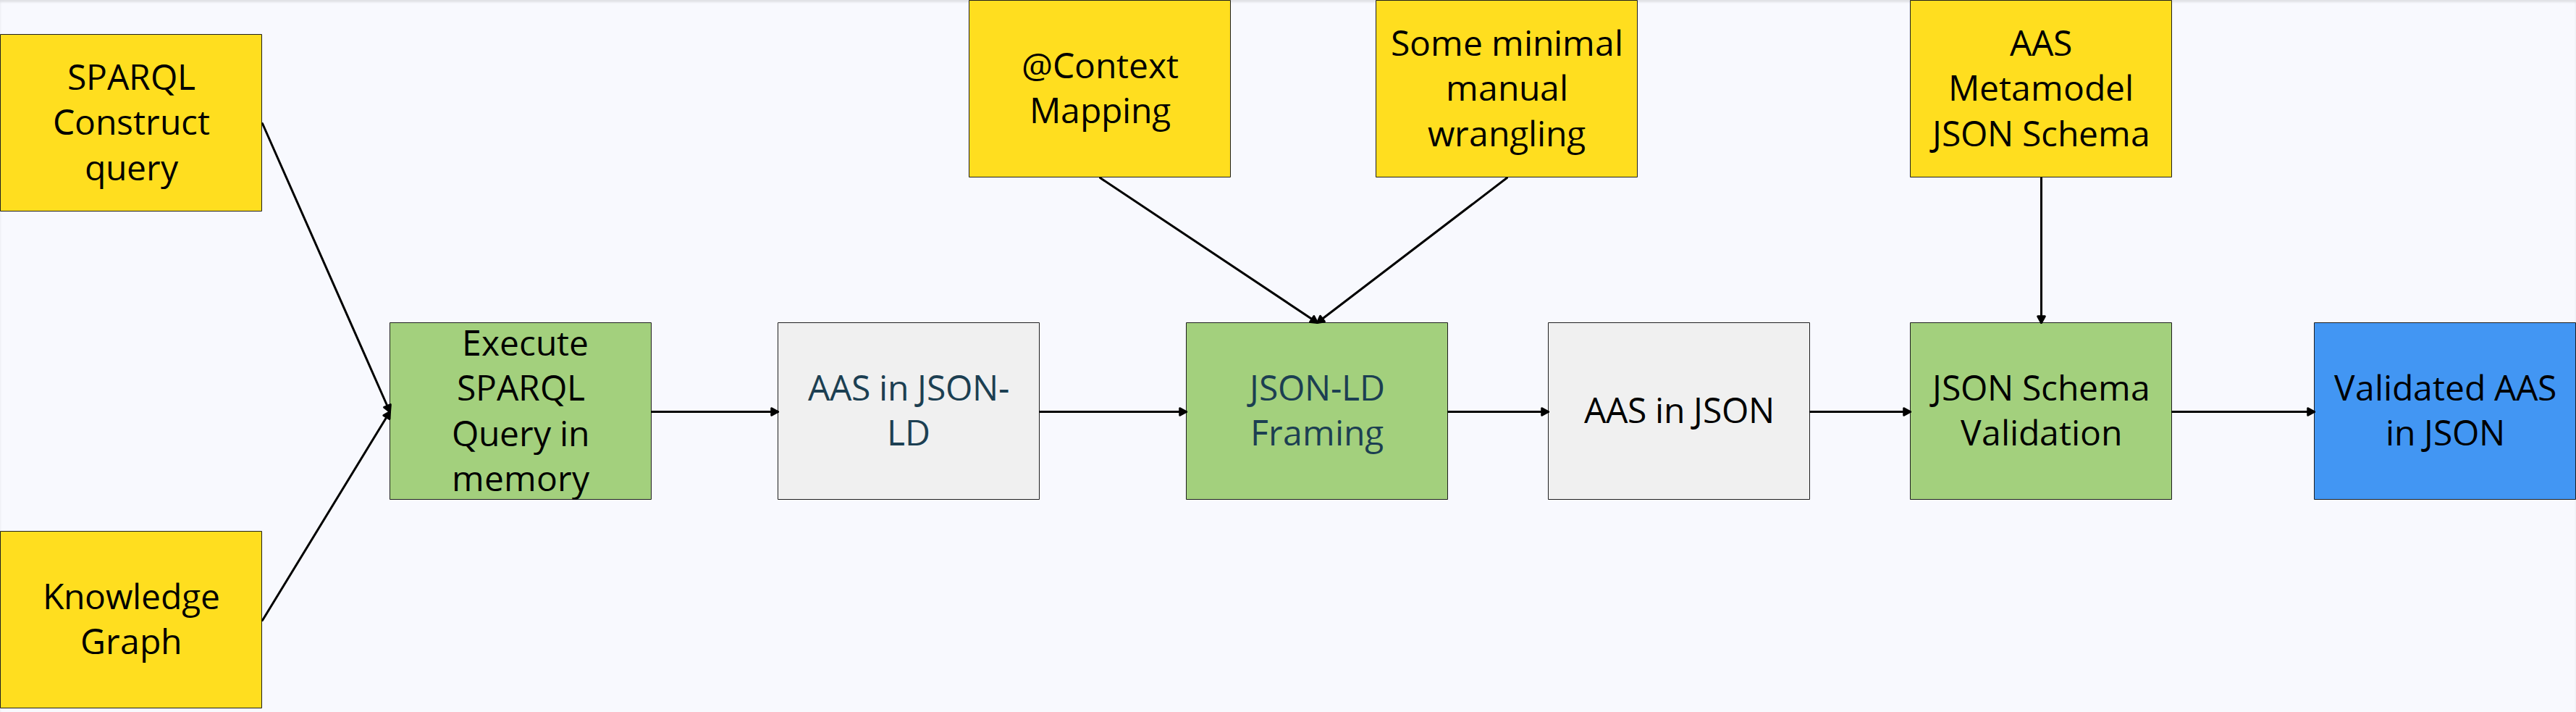 SPARQL
Construct
query
Knowledge
Graph
Execute
SPARQL
Query in
memory
AAS in JSON-
LD
@Context
Mapping
Some minimal
manual
wrangling
JSON-LD
Framing
AAS in JSON
AAS
Metamodel
JSON Schema
JSON Schema
Validation
Validated AAS
in JSON